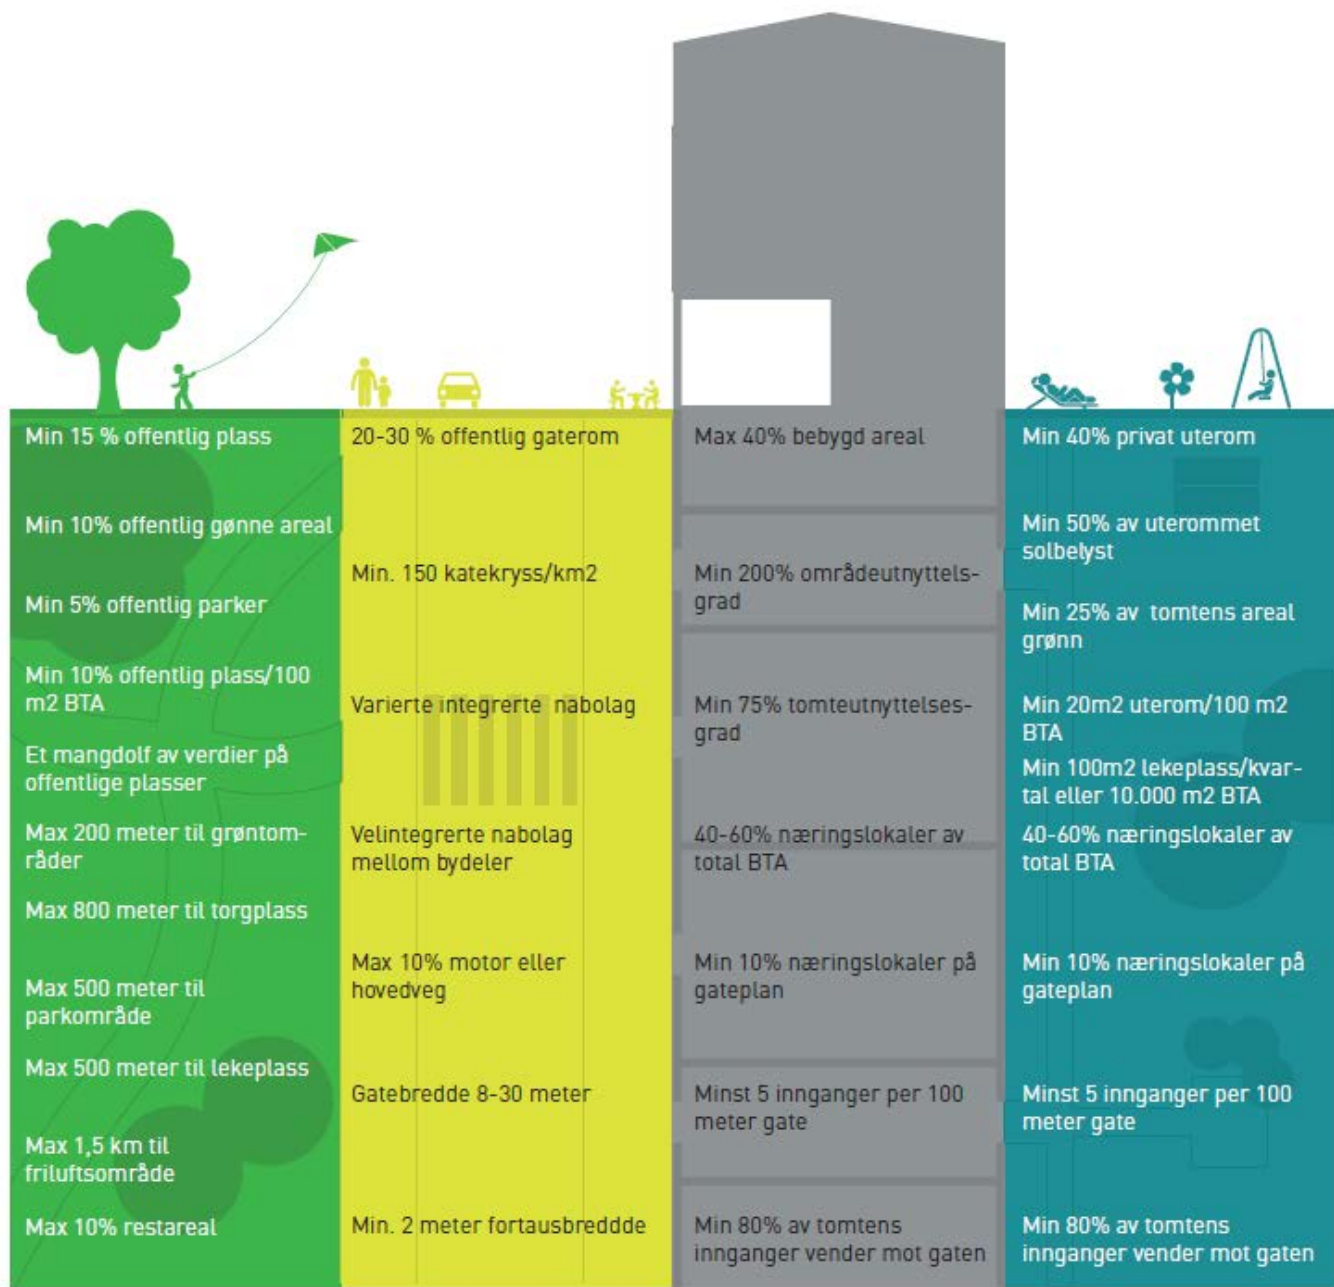 Min 15 % offentlig plass
Min 10% offentlig gønne areal
Min 5% offentlig parker
Min 10% offentlig plass/100
m2 BTA
Et mangdolf av verdier på
offentlige plasser
Max 200 meter til grøntom-
råder
Max 800 meter til torgplass
Max 500 meter til
parkområde
Max 500 meter til lekeplass
Max 1,5 km til
friluftsområde
Max 10% restareal
20-30 % offentlig gaterom
Min. 150 katekryss/km2
Varierte integrerte nabolag
Velintegrerte nabolag
mellom bydeler
Max 10% motor eller
hovedveg
Gatebredde 8-30 meter
Min. 2 meter fortausbreddde
Max 40% bebygd areal
Min 200% områdeutnyttels-
grad
Min 75% tomteutnyttelses-
grad
40-60% næringslokaler av
total BTA
Min 10% næringslokaler på
gateplan
Minst 5 innganger per 100
meter gate
Min 80% av tomtens
innganger vender mot gaten
Min 40% privat uterom
Min 50% av uterommet
solbelyst
Min 25% av tomtens areal
grønn
Min 20m2 uterom/100 m2
BTA
Min 100m2 lekeplass/kvar-
tal eller 10.000 m2 BTA
40-60% næringslokaler av
total BTA
Min 10% næringslokaler på
gateplan
Minst 5 innganger per 100
meter gate
Min 80% av tomtens
innganger vender mot gaten